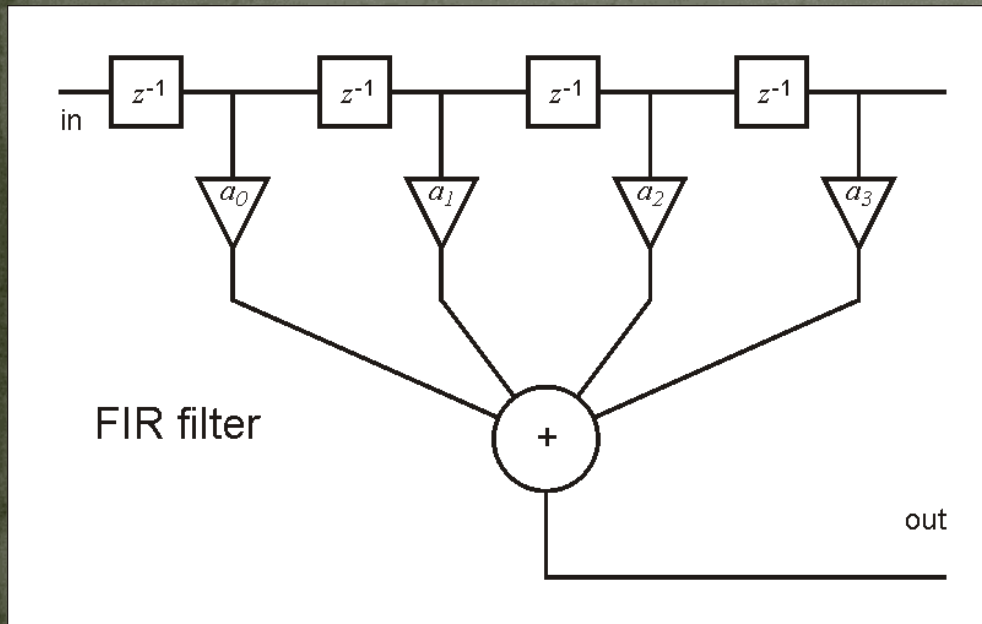 z⁻¹ z⁻¹ z⁻¹ z⁻¹
in
a₀ a₁ a₂ a₃
FIR filter
+
out